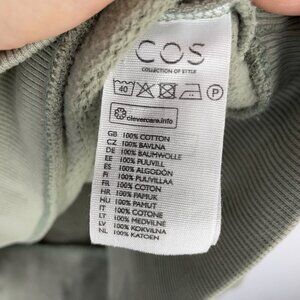 COS
COLLECTION OF STYLE
40 P
clevercare.info
GB 100% COTTON
CZ 100% BAVLNA
DE 100% BAUMWOLLE
EE 100% PUUVILL
ES 100% ALGODÓN
FI 100% PUUVILLAA
FR 100% COTON
HR 100% PAMUK
HU 100% PAMUT
IT 100% COTONE
LT 100% MEDVILNĖ
LV 100% KOKVILNA
NL 100% KATOEN